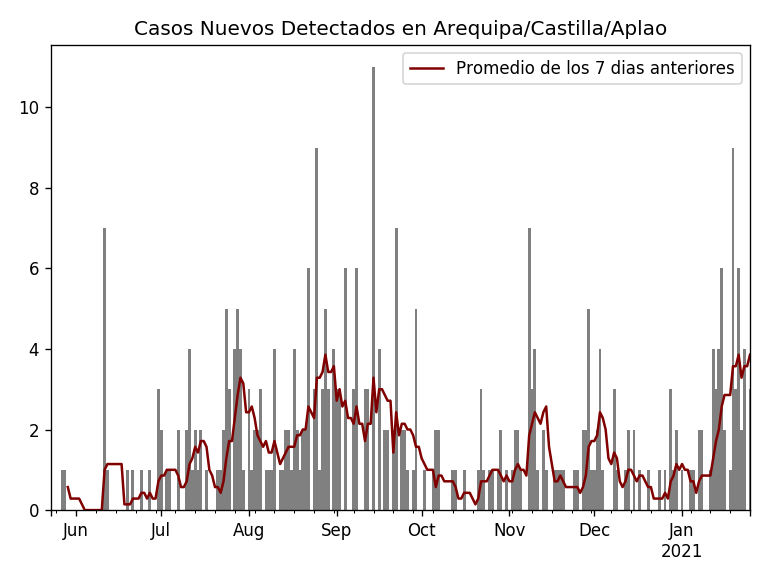 Casos Nuevos Detectados en Arequipa/Castilla/Aplao
Promedio de los 7 dias anteriores
10
8
6
4
2
0
Jun Jul Aug Sep Oct Nov Dec Jan
2021